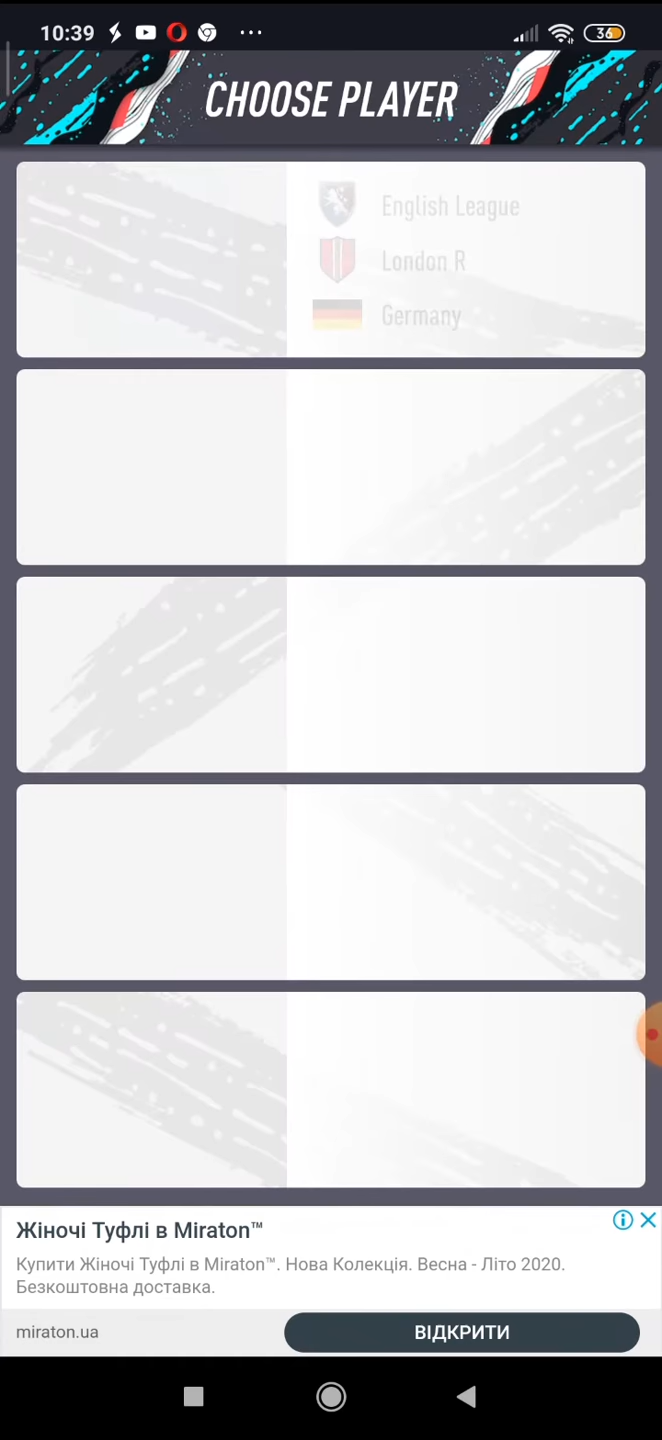 10:39
36
CHOOSE PLAYER
English League
London R
Germany
Жіночі Туфлі в Miraton™
Купити Жіночі Туфлі в Miraton™. Нова Колекція. Весна - Літо 2020.
Безкоштовна доставка.
miraton.ua
ВІДКРИТИ